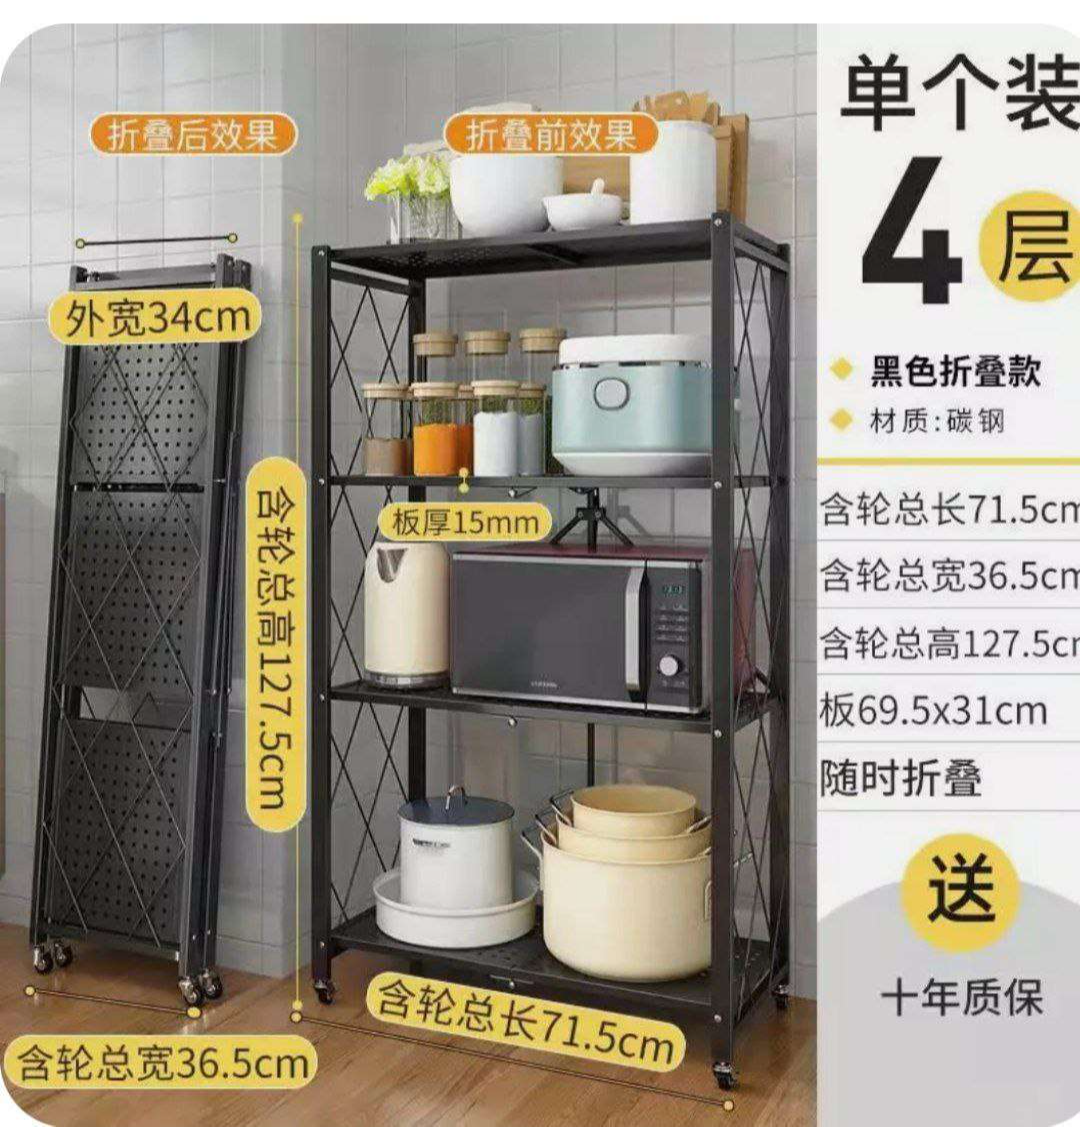 折叠后效果
折叠前效果
外宽34cm
含轮总高127.5cm
板厚15mm
含轮总长71.5cm
含轮总宽36.5cm
单个装
4层
黑色折叠款
材质:碳钢
含轮总长71.5cm
含轮总宽36.5cm
含轮总高127.5cm
板69.5x31cm
随时折叠
送
十年质保